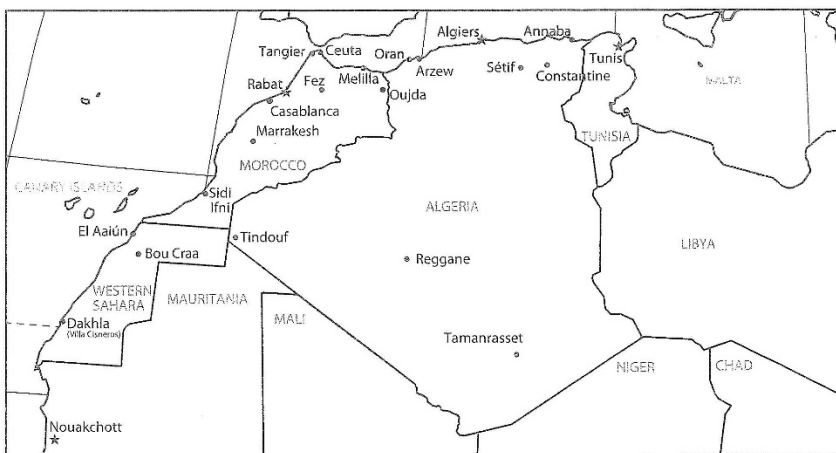 Algiers
Annaba
Tangier
Ceuta
Oran
Tunis
Arzew
Melilla
Sétif
Constantine
MALTA
Rabat
Fez
Oujda
Casablanca
Marrakesh
TUNISIA
MOROCCO
CANARY ISLANDS
Sidi
Ifni
ALGERIA
El Aaiún
Tindouf
LIBYA
Bou Craa
Reggane
WESTERN
SAHARA
MAURITANIA
MALI
Dakhla
(Villa Cisneros)
Tamanrasset
NIGER
CHAD
Nouakchott